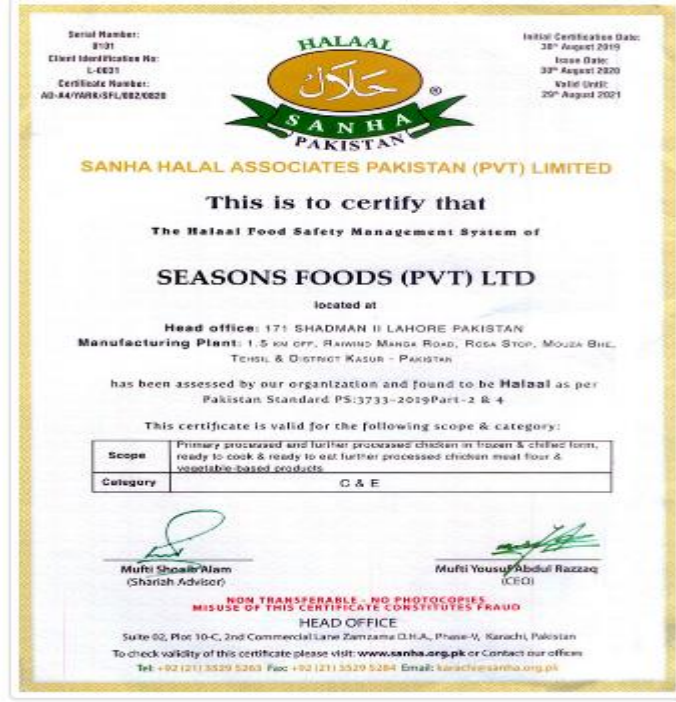 Serial Number:
0101
Client Identification No:
L-0031
Certificate Number:
AD-A4/YARK/SFL/002/0820
Initial Certification Date:
30th August 2019
Issue Date:
30th August 2020
Valid Until:
29th August 2021
HALAAL
حَلَالْ
®
SANHA
PAKISTAN
SANHA HALAL ASSOCIATES PAKISTAN (PVT) LIMITED
This is to certify that
The Halaal Food Safety Management System of
SEASONS FOODS (PVT) LTD
located at
Head office: 171 SHADMAN II LAHORE PAKISTAN
Manufacturing Plant: 1.5 KM OFF, RAIWIND MANGA ROAD, ROSA STOP, MOUZA BHE,
TEHSIL & DISTRICT KASUR - PAKISTAN
has been assessed by our organization and found to be Halaal as per
Pakistan Standard PS:3733-2019Part-2 & 4
This certificate is valid for the following scope & category:
Scope
Primary processed and further processed chicken in frozen & chilled form,
ready to cook & ready to eat further processed chicken meat flour &
vegetable-based products
Category
C & E
Mufti Shoaib Alam
(Shariah Advisor)
Mufti Yousuf Abdul Razzaq
(CEO)
NON TRANSFERABLE - NO PHOTOCOPIES
MISUSE OF THIS CERTIFICATE CONSTITUTES FRAUD
HEAD OFFICE
Suite 02, Plot 10-C, 2nd Commercial Lane Zamzama D.H.A., Phase-V, Karachi, Pakistan
To check validity of this certificate please visit: www.sanha.org.pk or Contact our offices
Tel: +92 (21) 3529 5263 Fax: +92 (21) 3529 5284 Email: karachi@sanha.org.pk